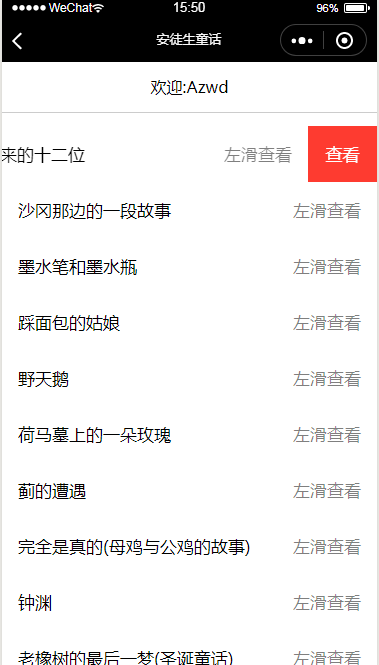 WeChat 15:50 96%
安徒生童话
欢迎:Azwd
来的十二位 左滑查看 查看
沙冈那边的一段故事 左滑查看
墨水笔和墨水瓶 左滑查看
踩面包的姑娘 左滑查看
野天鹅 左滑查看
荷马墓上的一朵玫瑰 左滑查看
蓟的遭遇 左滑查看
完全是真的(母鸡与公鸡的故事) 左滑查看
钟渊 左滑查看
老橡树的最后一梦(圣诞童话) 左滑查看